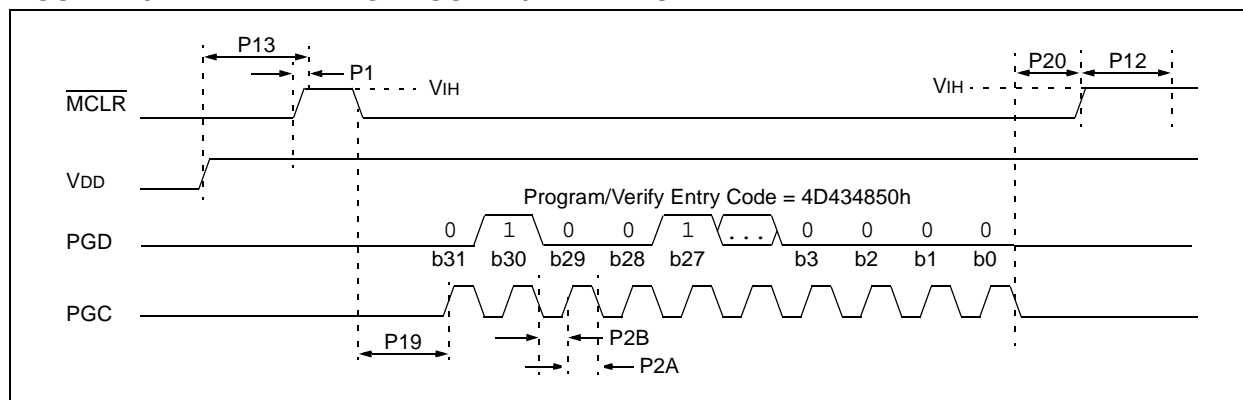 P13
P20 P12
P1
VIH
VIH
MCLR
VDD
Program/Verify Entry Code = 4D434850h
PGD
0 1 0 0 1 ... 0 0 0 0
b31 b30 b29 b28 b27 b3 b2 b1 b0
PGC
P19
P2B
P2A